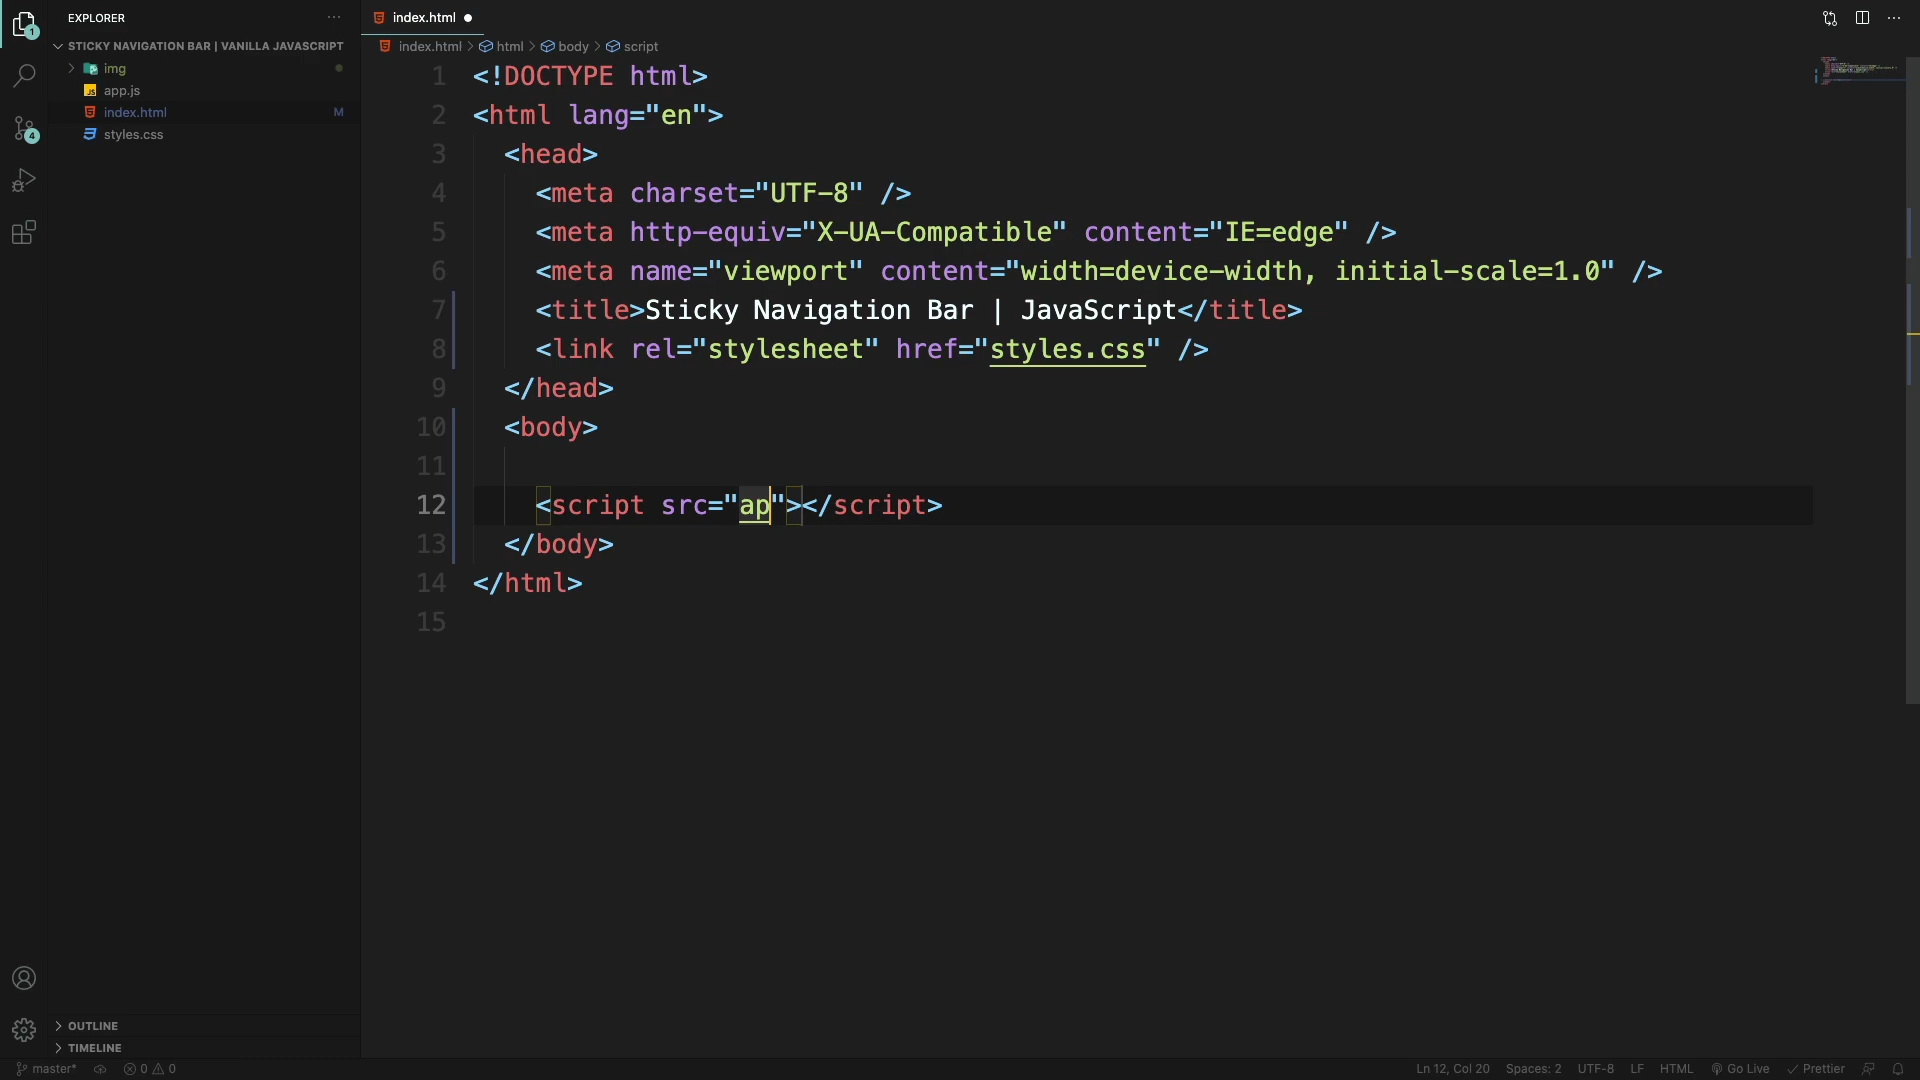 EXPLORER
STICKY NAVIGATION BAR | VANILLA JAVASCRIPT
img
app.js
index.html M
styles.css
OUTLINE
TIMELINE
index.html
index.html > html > body > script
1 <!DOCTYPE html>
2 <html lang="en">
3 <head>
4 <meta charset="UTF-8" />
5 <meta http-equiv="X-UA-Compatible" content="IE=edge" />
6 <meta name="viewport" content="width=device-width, initial-scale=1.0" />
7 <title>Sticky Navigation Bar | JavaScript</title>
8 <link rel="stylesheet" href="styles.css" />
9 </head>
10 <body>
11
12 <script src="ap"></script>
13 </body>
14 </html>
15
1
4
master* 0 0 Ln 12, Col 20 Spaces: 2 UTF-8 LF HTML Go Live Prettier